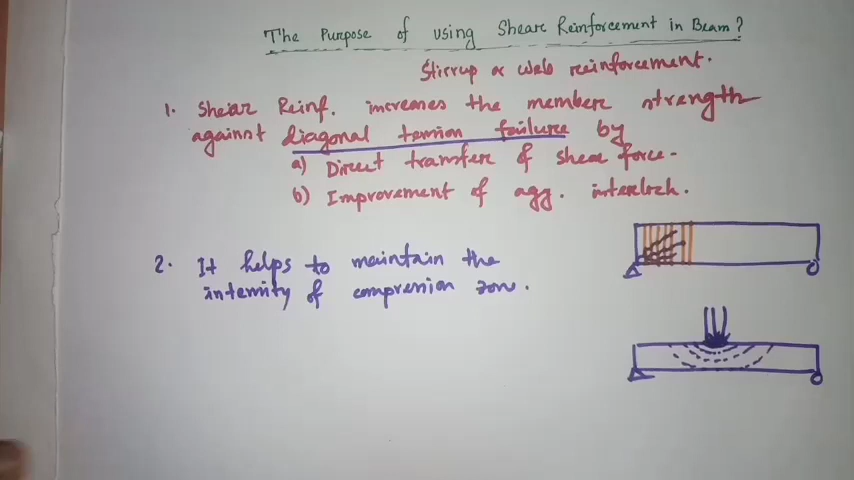 The Purpose of using Shear Reinforcement in Beam?
Stirrup or web reinforcement.
1. Shear Reinf. increases the member strength
against diagonal tension failure by
a) Direct transfer of shear force.
b) Improvement of agg. interlock.
2. It helps to maintain the
intensity of compression zone.